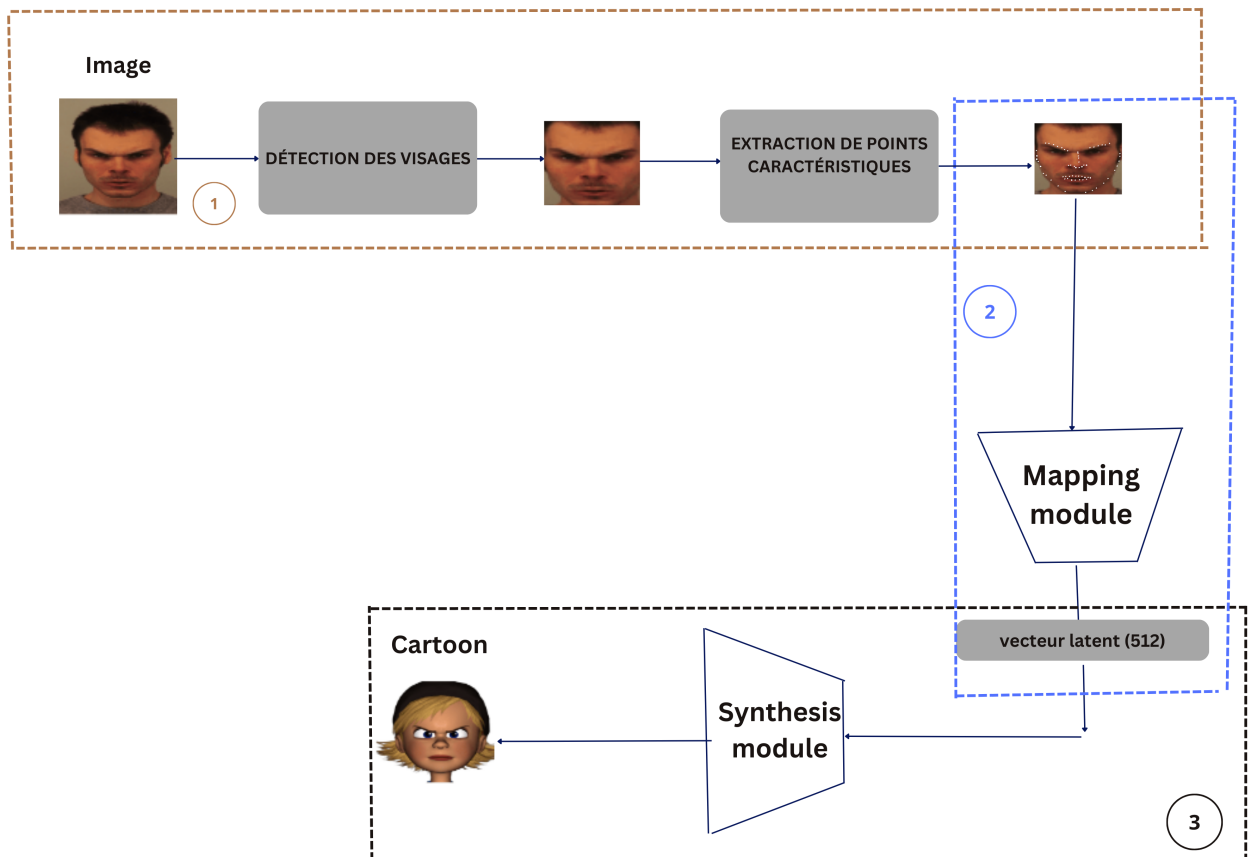 Image
DÉTECTION DES VISAGES
EXTRACTION DE POINTS
CARACTÉRISTIQUES
1
2
Mapping
module
vecteur latent (512)
Cartoon
Synthesis
module
3